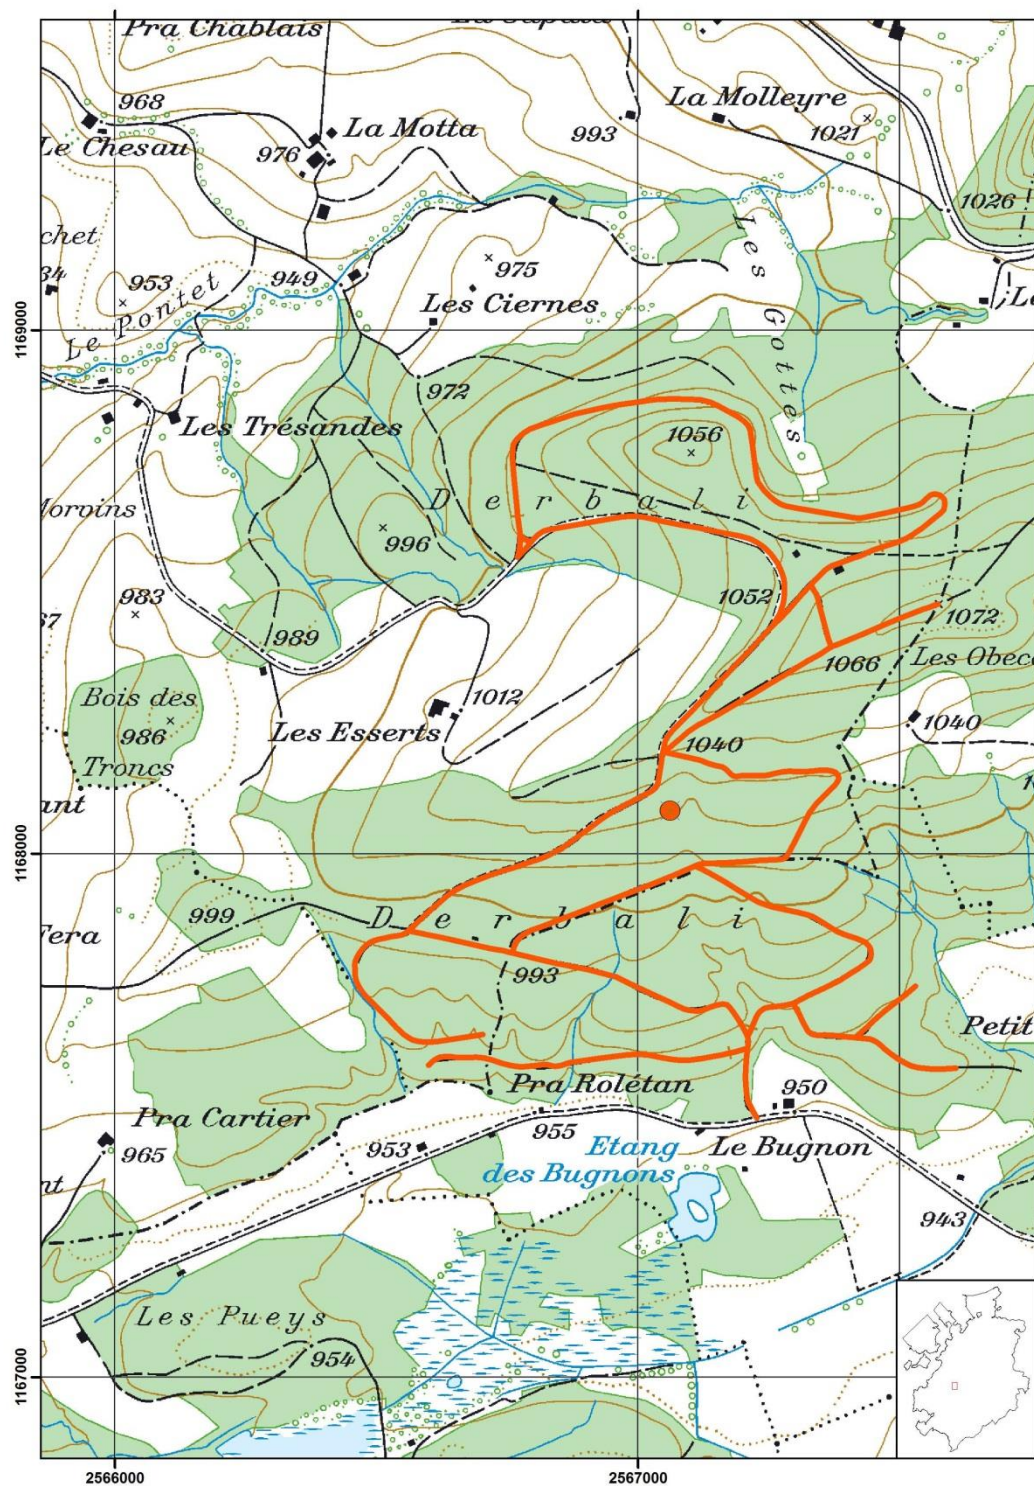 Pra Chablais
968
La Molleyre
993
1021
La Motta
Le Chesau
976
1026
chet
953
949
975
Le Pontet
Les Ciernes
Les Gottes
1169000
972
Les Trésandes
1056
Derbali
996
983
1052
1072
989
1066
Bois des
986
Troncs
1012
Les Esserts
1040
1040
1168000
999
Derbali
993
Petit
Pra Rolétan
950
Pra Cartier
955
965
953
Etang
des Bugnons
Le Bugnon
943
Les Pueys
954
1167000
2566000
2567000